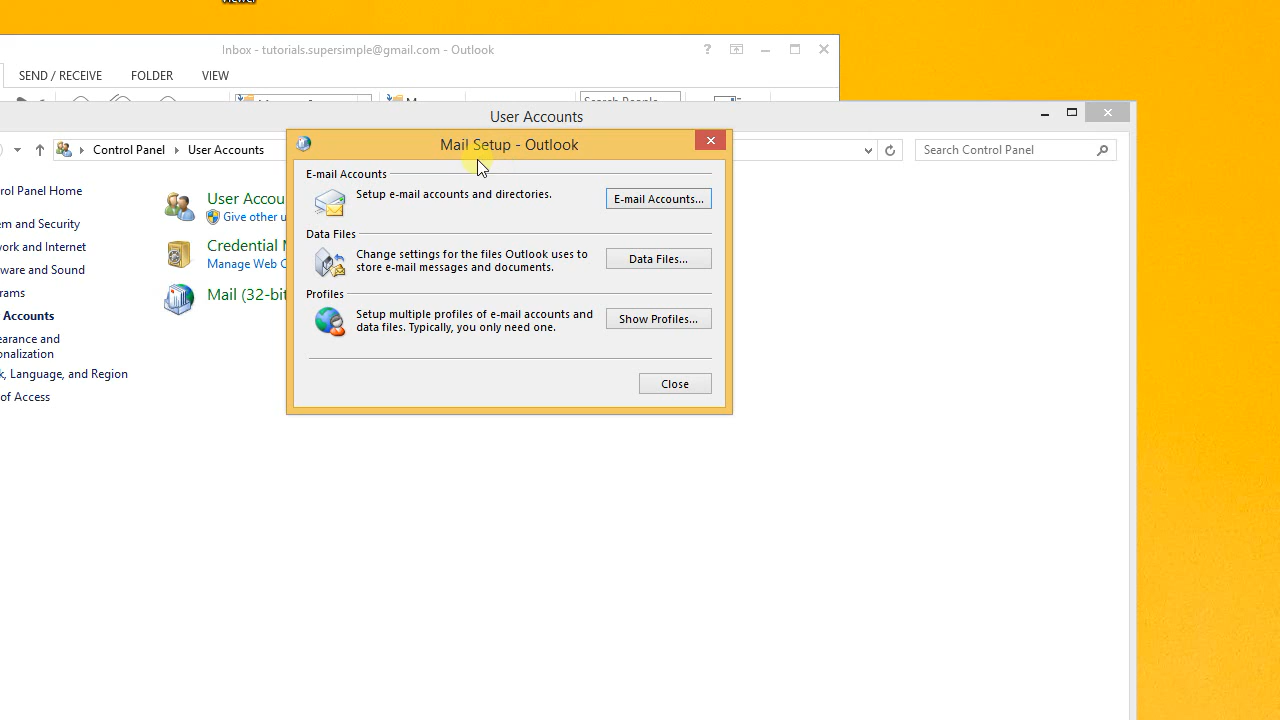 Inbox - tutorials.supersimple@gmail.com - Outlook
?
SEND / RECEIVE FOLDER VIEW
Search People
User Accounts
Control Panel User Accounts
Search Control Panel
Mail Setup - Outlook
E-mail Accounts
Setup e-mail accounts and directories.
E-mail Accounts...
Data Files
Change settings for the files Outlook uses to
store e-mail messages and documents.
Data Files...
Profiles
Setup multiple profiles of e-mail accounts and
data files. Typically, you only need one.
Show Profiles...
Close
rol Panel Home
m and Security
work and Internet
ware and Sound
rams
Accounts
earance and
onalization
k, Language, and Region
of Access
User Accou
Give other u
Credential
Manage Web C
Mail (32-bit